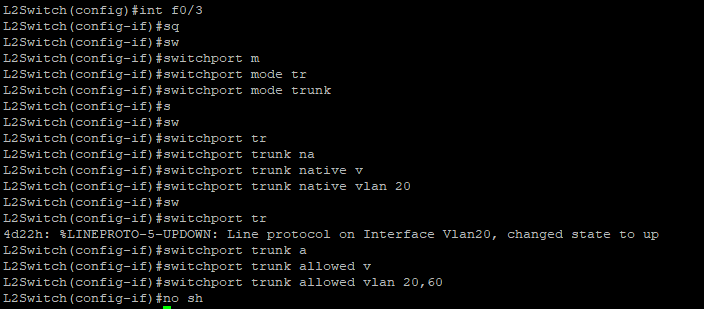 L2Switch(config)#int f0/3
L2Switch(config-if)#sq
L2Switch(config-if)#sw
L2Switch(config-if)#switchport m
L2Switch(config-if)#switchport mode tr
L2Switch(config-if)#switchport mode trunk
L2Switch(config-if)#s
L2Switch(config-if)#sw
L2Switch(config-if)#switchport tr
L2Switch(config-if)#switchport trunk na
L2Switch(config-if)#switchport trunk native v
L2Switch(config-if)#switchport trunk native vlan 20
L2Switch(config-if)#sw
L2Switch(config-if)#switchport tr
4d22h: %LINEPROTO-5-UPDOWN: Line protocol on Interface Vlan20, changed state to up
L2Switch(config-if)#switchport trunk a
L2Switch(config-if)#switchport trunk allowed v
L2Switch(config-if)#switchport trunk allowed vlan 20,60
L2Switch(config-if)#no sh